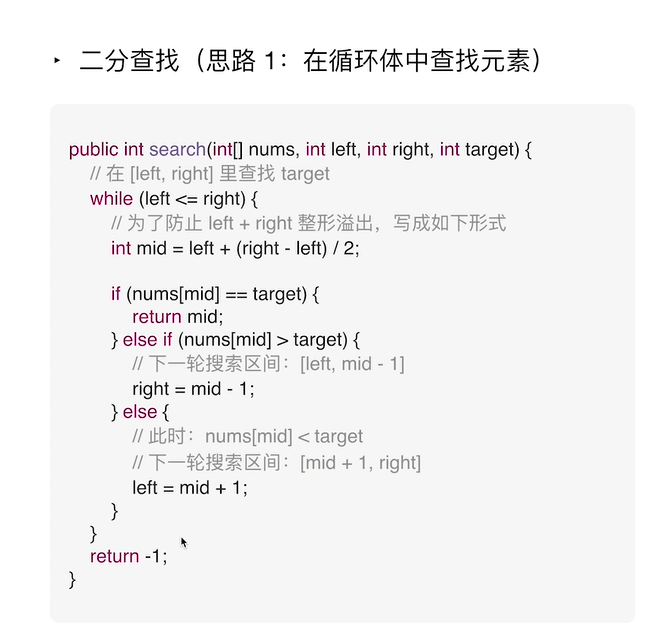 ‣ 二分查找（思路 1：在循环体中查找元素）
public int search(int[] nums, int left, int right, int target) {
// 在 [left, right] 里查找 target
while (left <= right) {
// 为了防止 left + right 整形溢出，写成如下形式
int mid = left + (right - left) / 2;
if (nums[mid] == target) {
return mid;
} else if (nums[mid] > target) {
// 下一轮搜索区间：[left, mid - 1]
right = mid - 1;
} else {
// 此时：nums[mid] < target
// 下一轮搜索区间：[mid + 1, right]
left = mid + 1;
}
}
return -1;
}